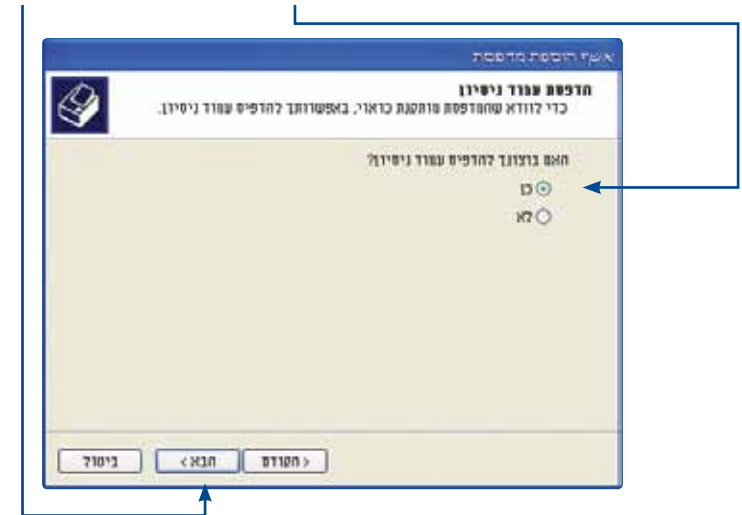 אשף הוספת מדפסת
הדפסת עמוד ניסיון
כדי לוודא שהמדפסת מותקנת כראוי, באפשרותך להדפיס עמוד ניסיון.
האם ברצונך להדפיס עמוד ניסיון?
כן
לא
< הקודם
הבא >
ביטול